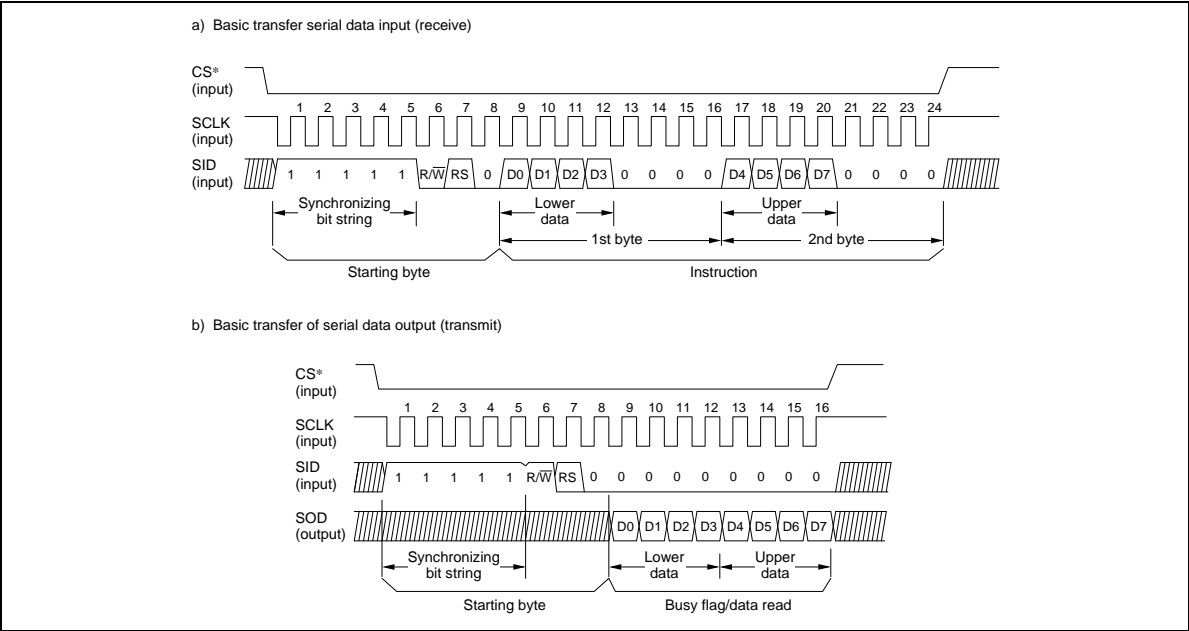 a) Basic transfer serial data input (receive)
CS*
(input)
1 2 3 4 5 6 7 8 9 10 11 12 13 14 15 16 17 18 19 20 21 22 23 24
SCLK
(input)
SID
(input)
1 1 1 1 1 R/W̅ RS 0 D0 D1 D2 D3 0 0 0 0 D4 D5 D6 D7 0 0 0 0
Synchronizing
bit string
Lower
data
Upper
data
1st byte
2nd byte
Starting byte
Instruction
b) Basic transfer of serial data output (transmit)
CS*
(input)
1 2 3 4 5 6 7 8 9 10 11 12 13 14 15 16
SCLK
(input)
SID
(input)
1 1 1 1 1 R/W̅ RS 0 0 0 0 0 0 0 0 0
SOD
(output)
D0 D1 D2 D3 D4 D5 D6 D7
Synchronizing
bit string
Lower
data
Upper
data
Starting byte
Busy flag/data read